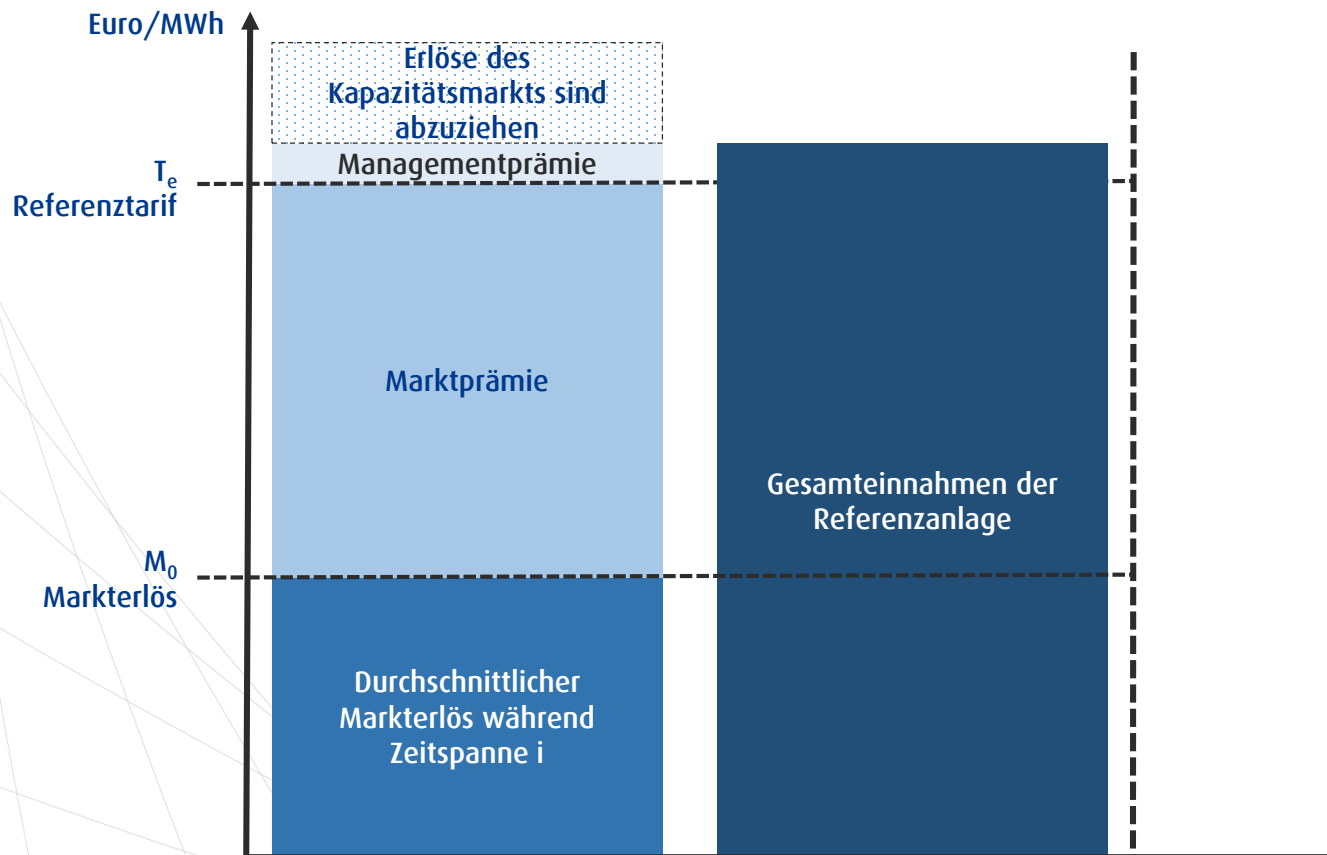 Euro/MWh
Erlöse des
Kapazitätsmarkts sind
abzuziehen
Managementprämie
Te
Referenztarif
Marktprämie
Gesamteinnahmen der
Referenzanlage
M0
Markterlös
Durchschnittlicher
Markterlös während
Zeitspanne i